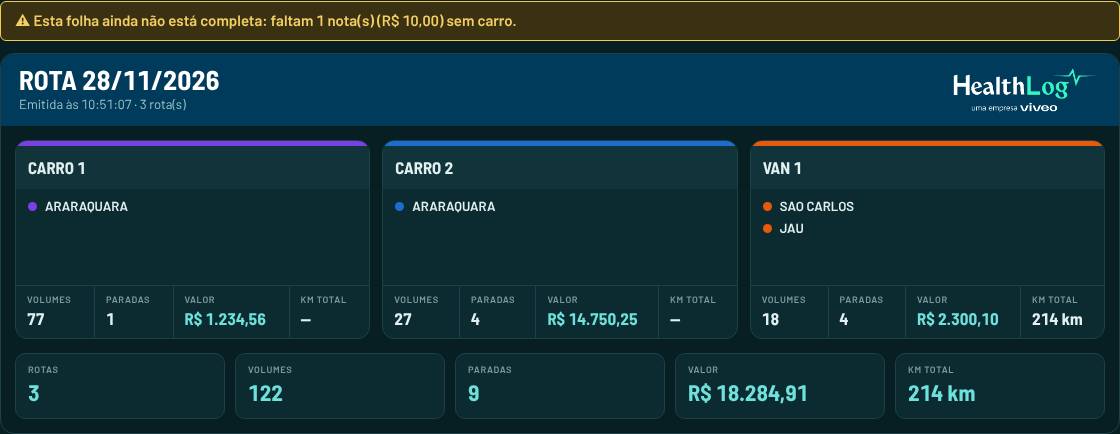 ⚠ Esta folha ainda não está completa: faltam 1 nota(s) (R$ 10,00) sem carro.
ROTA 28/11/2026
Emitida às 10:51:07 · 3 rota(s)
HealthLog
uma empresa viveo
CARRO 1
ARARAQUARA
VOLUMES PARADAS VALOR KM TOTAL
77 1 R$ 1.234,56 —
CARRO 2
ARARAQUARA
VOLUMES PARADAS VALOR KM TOTAL
27 4 R$ 14.750,25 —
VAN 1
SAO CARLOS
JAU
VOLUMES PARADAS VALOR KM TOTAL
18 4 R$ 2.300,10 214 km
ROTAS VOLUMES PARADAS VALOR KM TOTAL
3 122 9 R$ 18.284,91 214 km